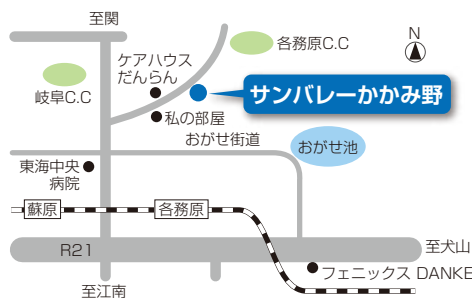 至関
各務原C.C
N
ケアハウス
だんらん
岐阜C.C
サンバレーかかみ野
私の部屋
おがせ街道
おがせ池
東海中央
病院
蘇原
各務原
R21
至犬山
フェニックス DANKE
至江南